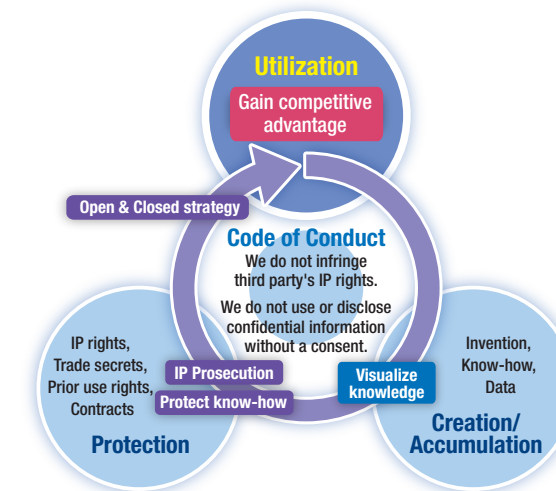 Utilization
Gain competitive
advantage
Open & Closed strategy
Code of Conduct
We do not infringe
third party's IP rights.
We do not use or disclose
confidential information
without a consent.
IP rights,
Trade secrets,
Prior use rights,
Contracts
Protection
IP Prosecution
Protect know-how
Visualize
knowledge
Invention,
Know-how,
Data
Creation/
Accumulation